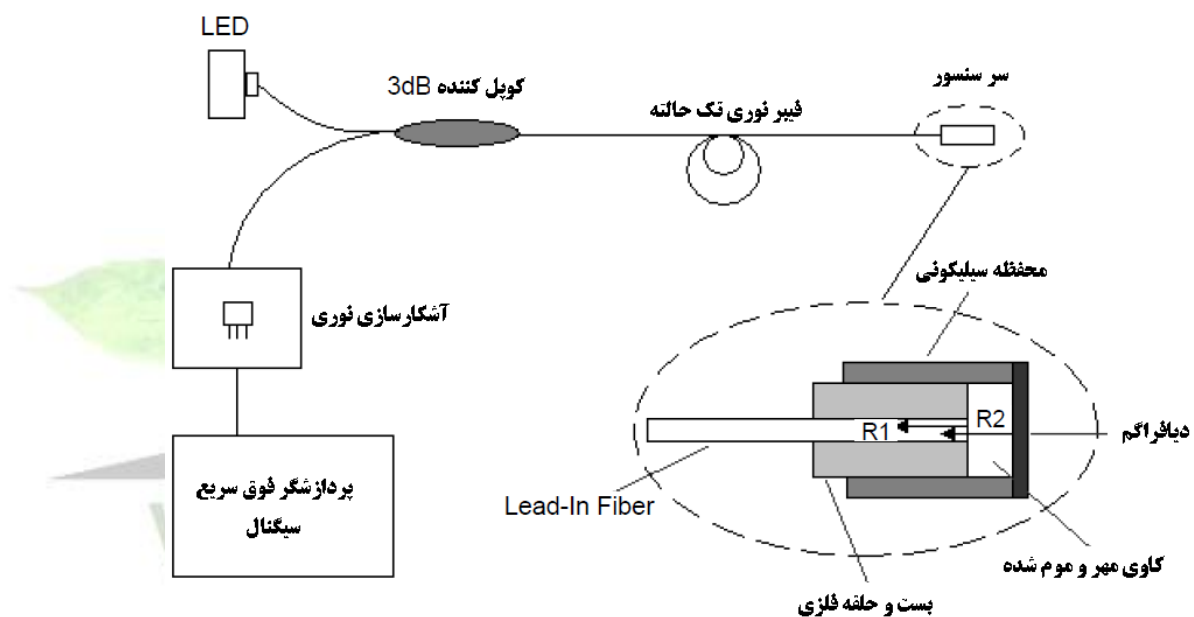 LED
کوپل کننده 3dB
فیبر نوری تک حالته
سر سنسور
محفظه سیلیکونی
آشکارسازی نوری
R1
R2
دیافراگم
پردازشگر فوق سریع
سیگنال
Lead-In Fiber
کاوی مهر و موم شده
بست و حلقه فلزی